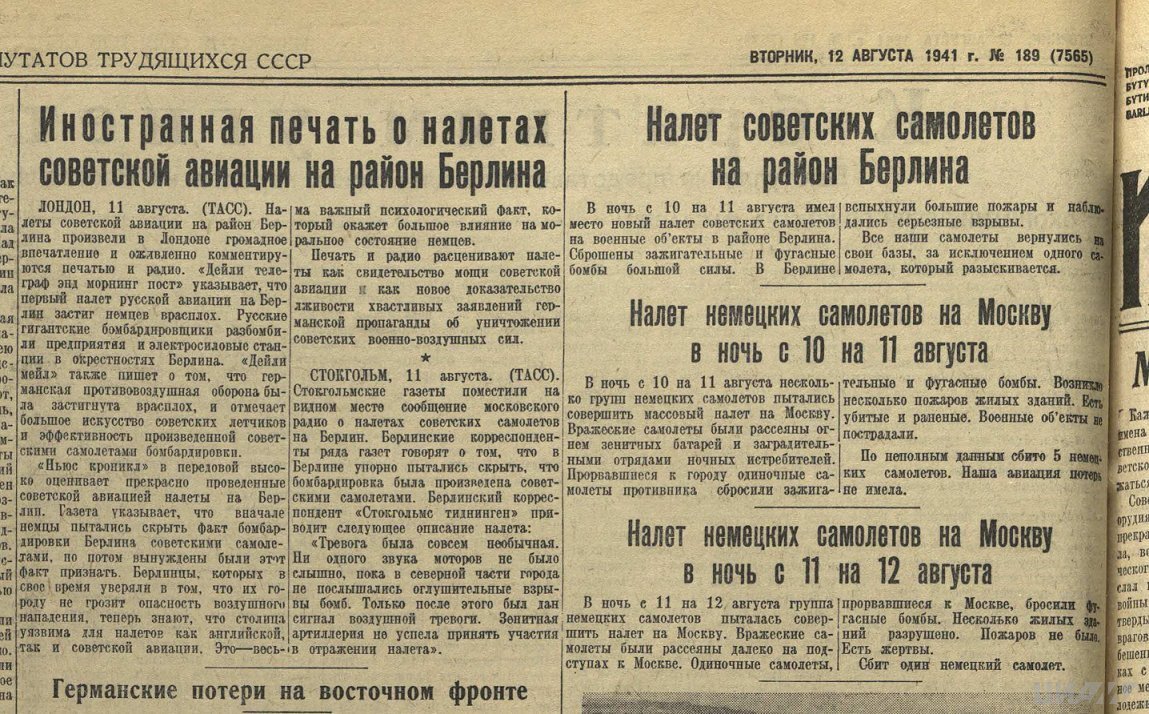 ПУТАТОВ ТРУДЯЩИХСЯ СССР
ВТОРНИК, 12 АВГУСТА 1941 г. № 189 (7565)
Иностранная печать о налетах
советской авиации на район Берлина
ЛОНДОН, 11 августа. (ТАСС). На-
леты советской авиации на район Бер-
лина произвели в Лондоне громадное
впечатление и оживленно комментиру-
ются печатью и радио. «Дейли теле-
граф энд морнинг пост» указывает, что
первый налет русской авиации на Бер-
лин застиг немцев врасплох. Русские
гигантские бомбардировщики разбомби-
ли предприятия и электросиловые стан-
ции в окрестностях Берлина. «Дейли
мейл» также пишет о том, что гер-
манская противовоздушная оборона бы-
ла застигнута врасплох, и отмечает
большое искусство советских летчиков
и эффективность произведенной совет-
скими самолетами бомбардировки.
«Ньюс кроникл» в передовой высо-
ко оценивает прекрасно проведенные
советской авиацией налеты на Бер-
лин. Газета указывает, что вначале
немцы пытались скрыть факт бомбар-
дировки Берлина советскими самоле-
тами, но потом вынуждены были этот
факт признать. Берлинцы, которых в
свое время уверяли в том, что их го-
роду не грозит опасность воздушного
нападения, теперь знают, что столица
уязвима для налетов как английской,
так и советской авиации. Это—весь-
ма важный психологический факт, ко-
торый окажет большое влияние на мо-
ральное состояние немцев.
Печать и радио расценивают нале-
ты как свидетельство мощи советской
авиации и как новое доказательство
лживости хвастливых заявлений гер-
манской пропаганды об уничтожении
советских военно-воздушных сил.
★
СТОКГОЛЬМ, 11 августа. (ТАСС).
Стокгольмские газеты поместили на
видном месте сообщение московского
радио о налетах советских самолетов
на Берлин. Берлинские корреспонден-
ты ряда газет говорят о том, что в
Берлине упорно пытались скрыть, что
бомбардировка была произведена совет-
скими самолетами. Берлинский коррес-
пондент «Стокгольмс тиднинген» при-
водит следующее описание налета:
«Тревога была совсем необычная.
Ни одного звука моторов не было
слышно, пока в северной части города
не послышались оглушительные взры-
вы бомб. Только после этого был дан
сигнал воздушной тревоги. Зенитная
артиллерия не успела принять участия
в отражении налета».
Германские потери на восточном фронте
Налет советских самолетов
на район Берлина
В ночь с 10 на 11 августа имел
место новый налет советских самолетов
на военные об'екты в районе Берлина.
Сброшены зажигательные и фугасные
бомбы большой силы. В Берлине
вспыхнули большие пожары и наблю-
дались серьезные взрывы.
Все наши самолеты вернулись на
свои базы, за исключением одного са-
молета, который разыскивается.
Налет немецких самолетов на Москву
в ночь с 10 на 11 августа
В ночь с 10 на 11 августа несколь-
ко групп немецких самолетов пытались
совершить массовый налет на Москву.
Вражеские самолеты были рассеяны ог-
нем зенитных батарей и заградитель-
ными отрядами ночных истребителей.
Прорвавшиеся к городу одиночные са-
молеты противника сбросили зажига-
тельные и фугасные бомбы. Возникло
несколько пожаров жилых зданий. Есть
убитые и раненые. Военные об'екты не
пострадали.
По неполным данным сбито 5 немец-
ких самолетов. Наша авиация потерь
не имела.
Налет немецких самолетов на Москву
в ночь с 11 на 12 августа
В ночь с 11 на 12 августа группа
немецких самолетов пыталась совер-
шить налет на Москву. Вражеские са-
молеты были рассеяны далеко на под-
ступах к Москве. Одиночные самолеты,
прорвавшиеся к Москве, бросили фу-
гасные бомбы. Несколько жилых зда-
ний разрушено. Пожаров не было.
Есть жертвы.
Сбит один немецкий самолет.